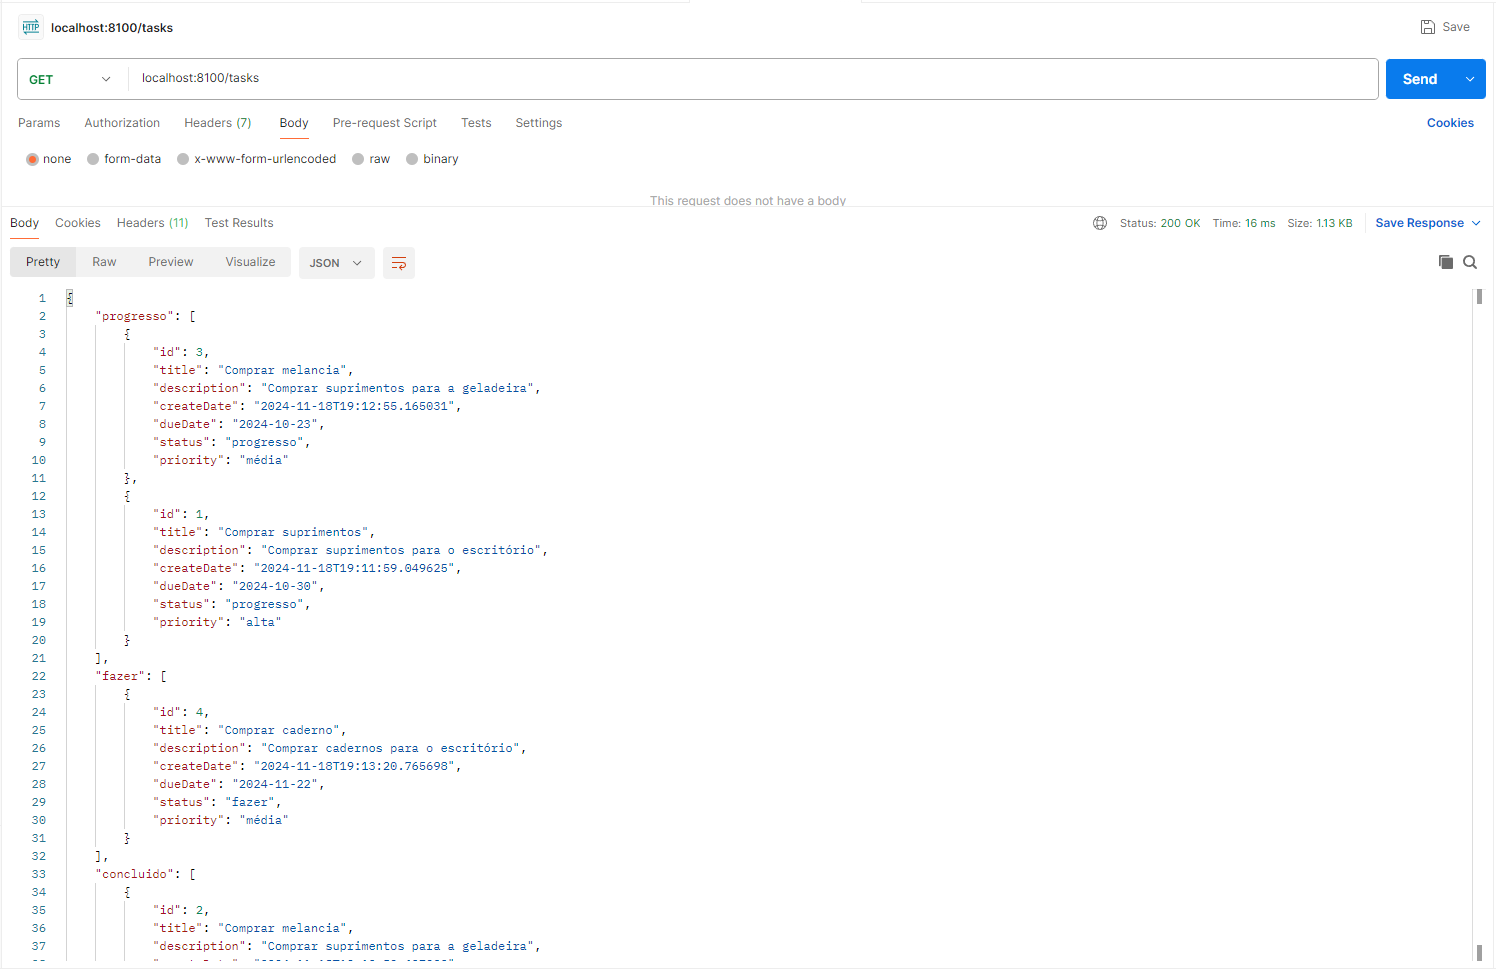 HTTP localhost:8100/tasks Save
GET localhost:8100/tasks Send
Params Authorization Headers (7) Body Pre-request Script Tests Settings Cookies
none form-data x-www-form-urlencoded raw binary
This request does not have a body
Body Cookies Headers (11) Test Results Status: 200 OK Time: 16 ms Size: 1.13 KB Save Response
Pretty Raw Preview Visualize JSON
1 {
2 "progresso": [
3 {
4 "id": 3,
5 "title": "Comprar melancia",
6 "description": "Comprar suprimentos para a geladeira",
7 "createDate": "2024-11-18T19:12:55.165031",
8 "dueDate": "2024-10-23",
9 "status": "progresso",
10 "priority": "média"
11 },
12 {
13 "id": 1,
14 "title": "Comprar suprimentos",
15 "description": "Comprar suprimentos para o escritório",
16 "createDate": "2024-11-18T19:11:59.049625",
17 "dueDate": "2024-10-30",
18 "status": "progresso",
19 "priority": "alta"
20 }
21 ],
22 "fazer": [
23 {
24 "id": 4,
25 "title": "Comprar caderno",
26 "description": "Comprar cadernos para o escritório",
27 "createDate": "2024-11-18T19:13:20.765698",
28 "dueDate": "2024-11-22",
29 "status": "fazer",
30 "priority": "média"
31 }
32 ],
33 "concluido": [
34 {
35 "id": 2,
36 "title": "Comprar melancia",
37 "description": "Comprar suprimentos para a geladeira",